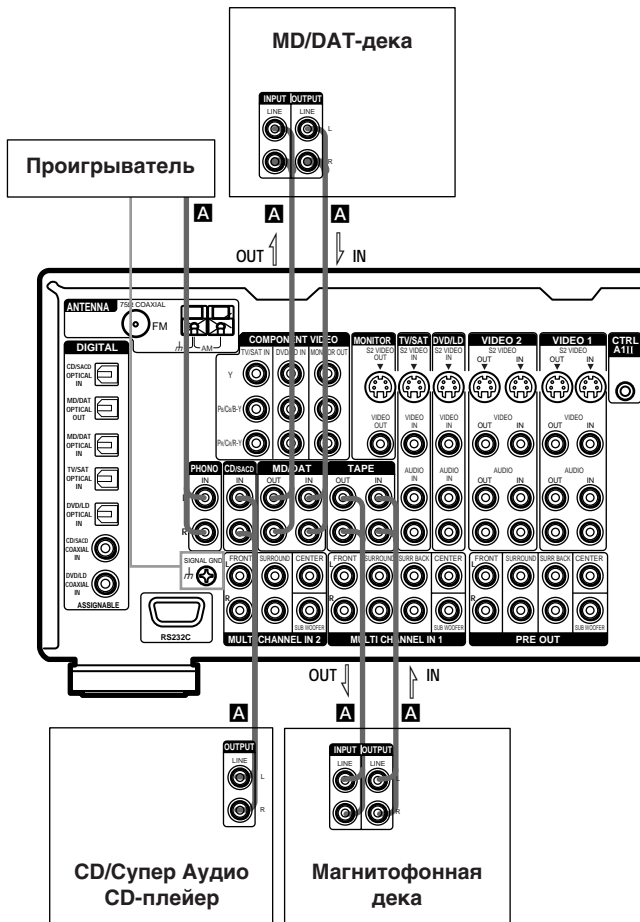 MD/DAT-дека
INPUT OUTPUT
LINE LINE
L
R
Проигрыватель
A A A
OUT IN
ANTENNA 75Ω COAXIAL
FM
AM
DIGITAL
CD/SACD
OPTICAL
IN
MD/DAT
OPTICAL
OUT
MD/DAT
OPTICAL
IN
TV/SAT
OPTICAL
IN
DVD/LD
OPTICAL
IN
CD/SACD
COAXIAL
IN
DVD/LD
COAXIAL
IN
ASSIGNABLE
COMPONENT VIDEO
TV/SAT IN DVD/LD IN MONITOR OUT
Y
PB/CB/B-Y
PR/CR/R-Y
MONITOR TV/SAT DVD/LD VIDEO 2 VIDEO 1
S2 VIDEO OUT S2 VIDEO IN S2 VIDEO IN S2 VIDEO S2 VIDEO
OUT IN OUT IN
VIDEO OUT VIDEO IN VIDEO IN VIDEO VIDEO
OUT IN OUT IN
AUDIO IN AUDIO IN AUDIO AUDIO
OUT IN OUT IN
CTRL
A1II
PHONO CD/SACD MD/DAT TAPE
IN IN OUT IN OUT IN
R
SIGNAL GND
FRONT SURROUND CENTER FRONT SURROUND SURR BACK CENTER FRONT SURROUND SURR BACK CENTER
L L L
R R R
SUB WOOFER SUB WOOFER SUB WOOFER
RS232C
MULTI CHANNEL IN 2 MULTI CHANNEL IN 1 PRE OUT
OUT IN
A A A
OUTPUT
LINE
L
R
CD/Супер Аудио
CD-плейер
INPUT OUTPUT
LINE LINE
L
R
Магнитофонная
дека